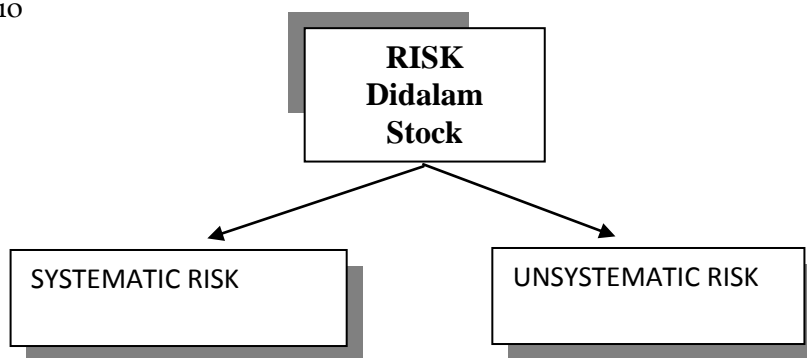 10
RISK
Didalam
Stock
SYSTEMATIC RISK
UNSYSTEMATIC RISK